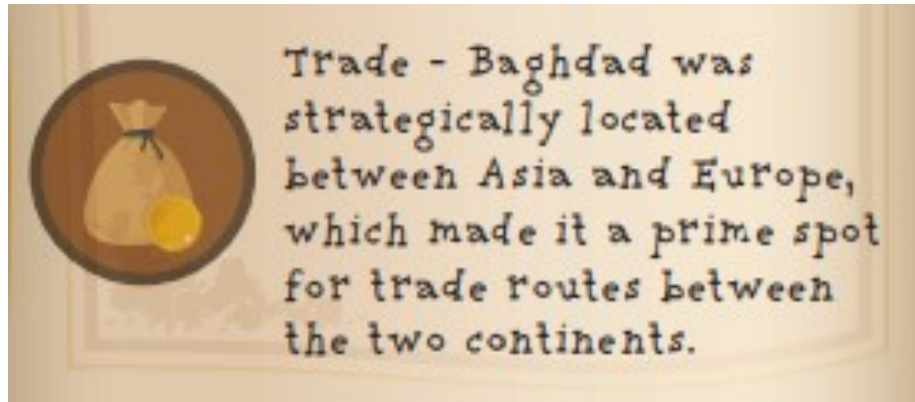 Trade - Baghdad was
strategically located
between Asia and Europe,
which made it a prime spot
for trade routes between
the two continents.